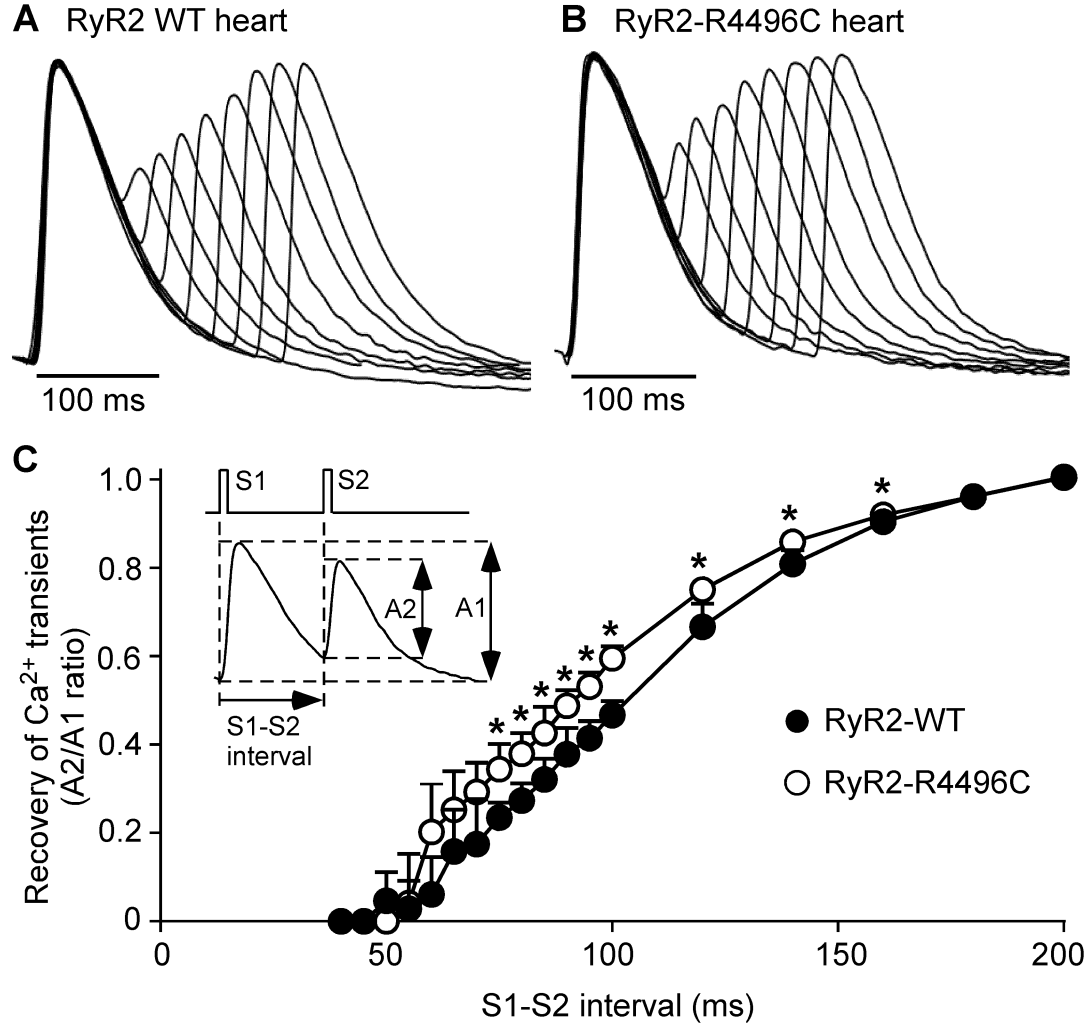 A RyR2 WT heart
B RyR2-R4496C heart
100 ms
100 ms
C
Recovery of Ca²⁺ transients
(A2/A1 ratio)
1.0
0.8
0.6
0.4
0.2
0
S1
S2
A2
A1
S1-S2
interval
*
*
*
*
*
*
*
*
*
RyR2-WT
RyR2-R4496C
0
50
100
150
200
S1-S2 interval (ms)